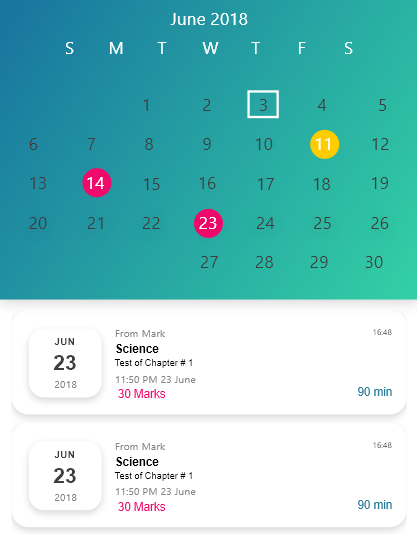 June 2018
S M T W T F S
1 2 3 4 5
6 7 8 9 10 11 12
13 14 15 16 17 18 19
20 21 22 23 24 25 26
27 28 29 30
JUN
23
2018
From Mark 16:48
Science
Test of Chapter # 1
11:50 PM 23 June
30 Marks 90 min
JUN
23
2018
From Mark 16:48
Science
Test of Chapter # 1
11:50 PM 23 June
30 Marks 90 min